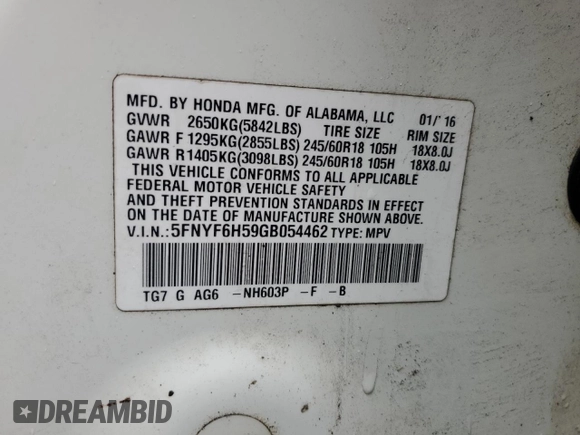 MFD. BY HONDA MFG. OF ALABAMA, LLC 01/'16
GVWR 2650KG(5842LBS) TIRE SIZE RIM SIZE
GAWR F 1295KG(2855LBS) 245/60R18 105H 18X8.0J
GAWR R 1405KG(3098LBS) 245/60R18 105H 18X8.0J
THIS VEHICLE CONFORMS TO ALL APPLICABLE
FEDERAL MOTOR VEHICLE SAFETY
AND THEFT PREVENTION STANDARDS IN EFFECT
ON THE DATE OF MANUFACTURE SHOWN ABOVE.
V.I.N.: 5FNYF6H59GB054462 TYPE: MPV
TG7 G AG6 -NH603P -F -B
DREAMBID